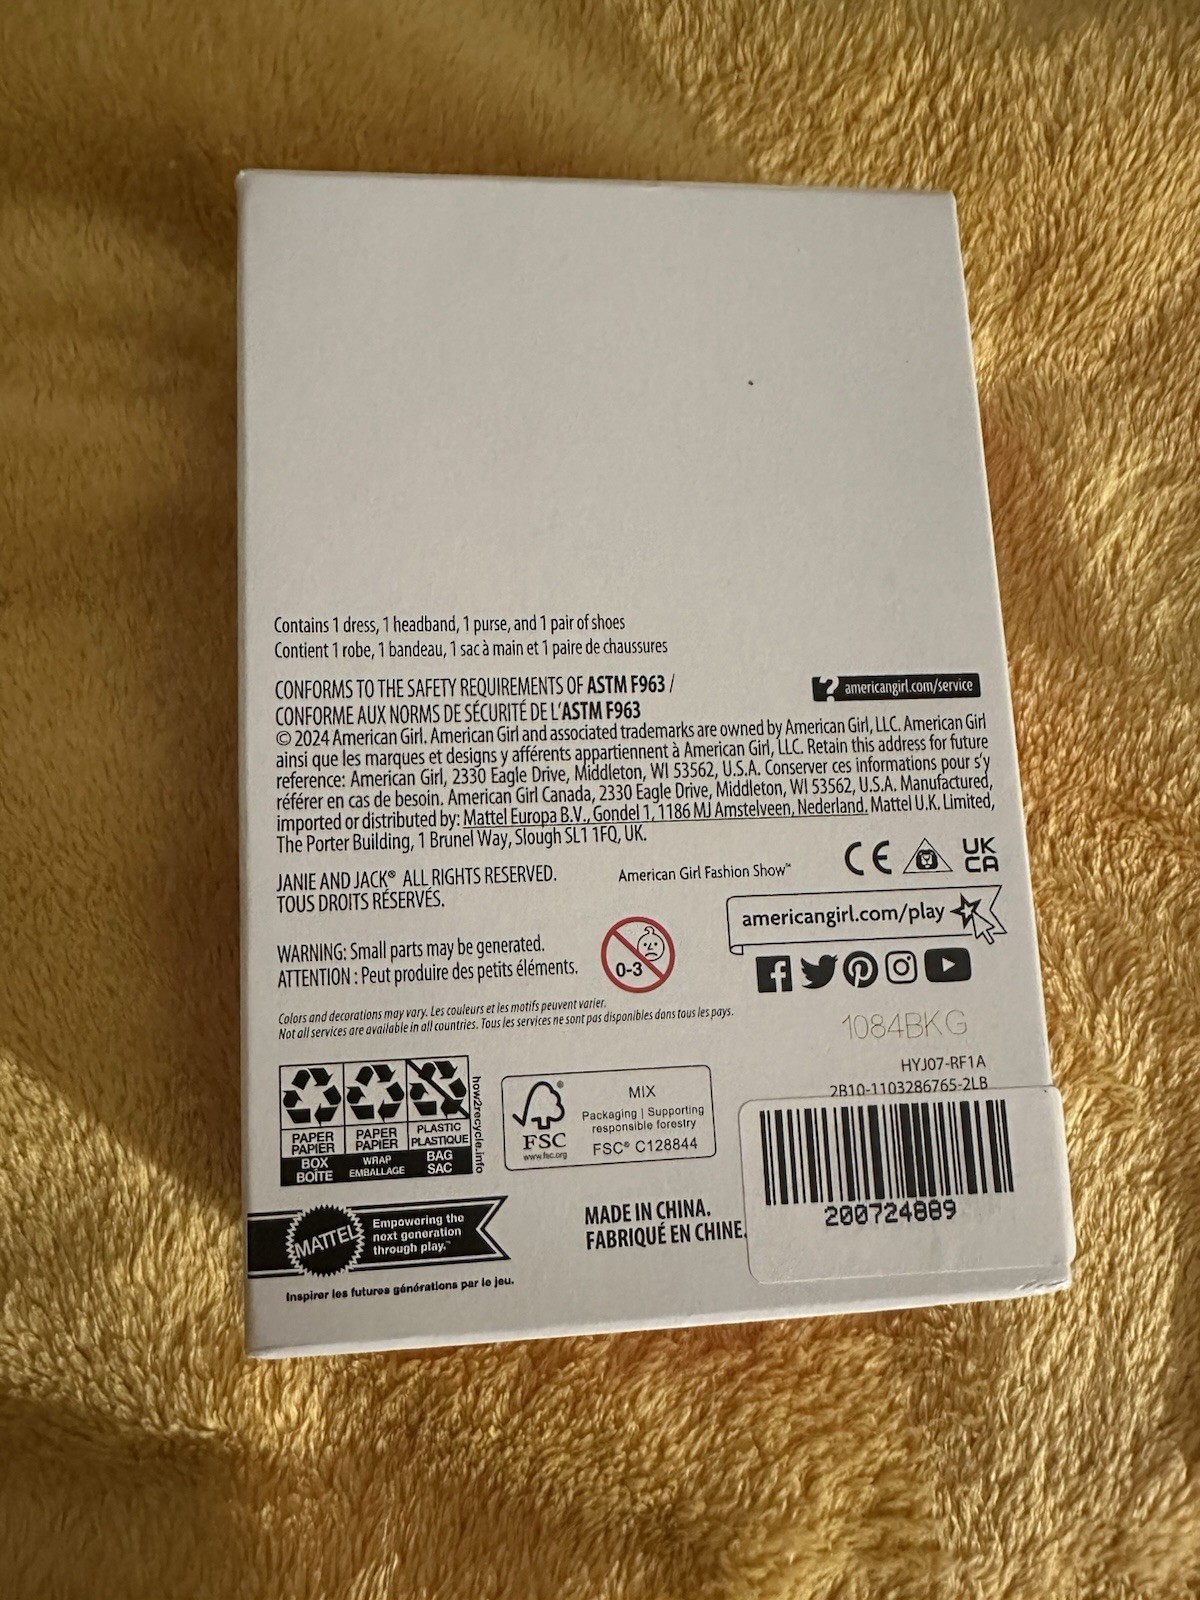 Contains 1 dress, 1 headband, 1 purse, and 1 pair of shoes
Contient 1 robe, 1 bandeau, 1 sac à main et 1 paire de chaussures
CONFORMS TO THE SAFETY REQUIREMENTS OF ASTM F963 /
CONFORME AUX NORMS DE SÉCURITÉ DE L'ASTM F963
? americangirl.com/service
© 2024 American Girl. American Girl and associated trademarks are owned by American Girl, LLC. American Girl
ainsi que les marques et designs y afférents appartiennent à American Girl, LLC. Retain this address for future
reference: American Girl, 2330 Eagle Drive, Middleton, WI 53562, U.S.A. Conserver ces informations pour s'y
référer en cas de besoin. American Girl Canada, 2330 Eagle Drive, Middleton, WI 53562, U.S.A. Manufactured,
imported or distributed by: Mattel Europa B.V., Gondel 1, 1186 MJ Amstelveen, Nederland. Mattel U.K. Limited,
The Porter Building, 1 Brunel Way, Slough SL1 1FQ, UK.
JANIE AND JACK® ALL RIGHTS RESERVED.
TOUS DROITS RÉSERVÉS.
American Girl Fashion Show™
CE
UK
CA
americangirl.com/play
WARNING: Small parts may be generated.
ATTENTION : Peut produire des petits éléments.
0-3
Colors and decorations may vary. Les couleurs et les motifs peuvent varier.
Not all services are available in all countries. Tous les services ne sont pas disponibles dans tous les pays.
1084BKG
HYJ07-RF1A
2B10-1103286765-2LB
PAPER
PAPIER
BOX
BOÎTE
PAPER
PAPIER
WRAP
EMBALLAGE
PLASTIC
PLASTIQUE
BAG
SAC
how2recycle.info
FSC®
www.fsc.org
MIX
Packaging | Supporting
responsible forestry
FSC® C128844
200724889
MATTEL
Empowering the
next generation
through play.™
Inspirer les futures générations par le jeu.
MADE IN CHINA.
FABRIQUÉ EN CHINE.